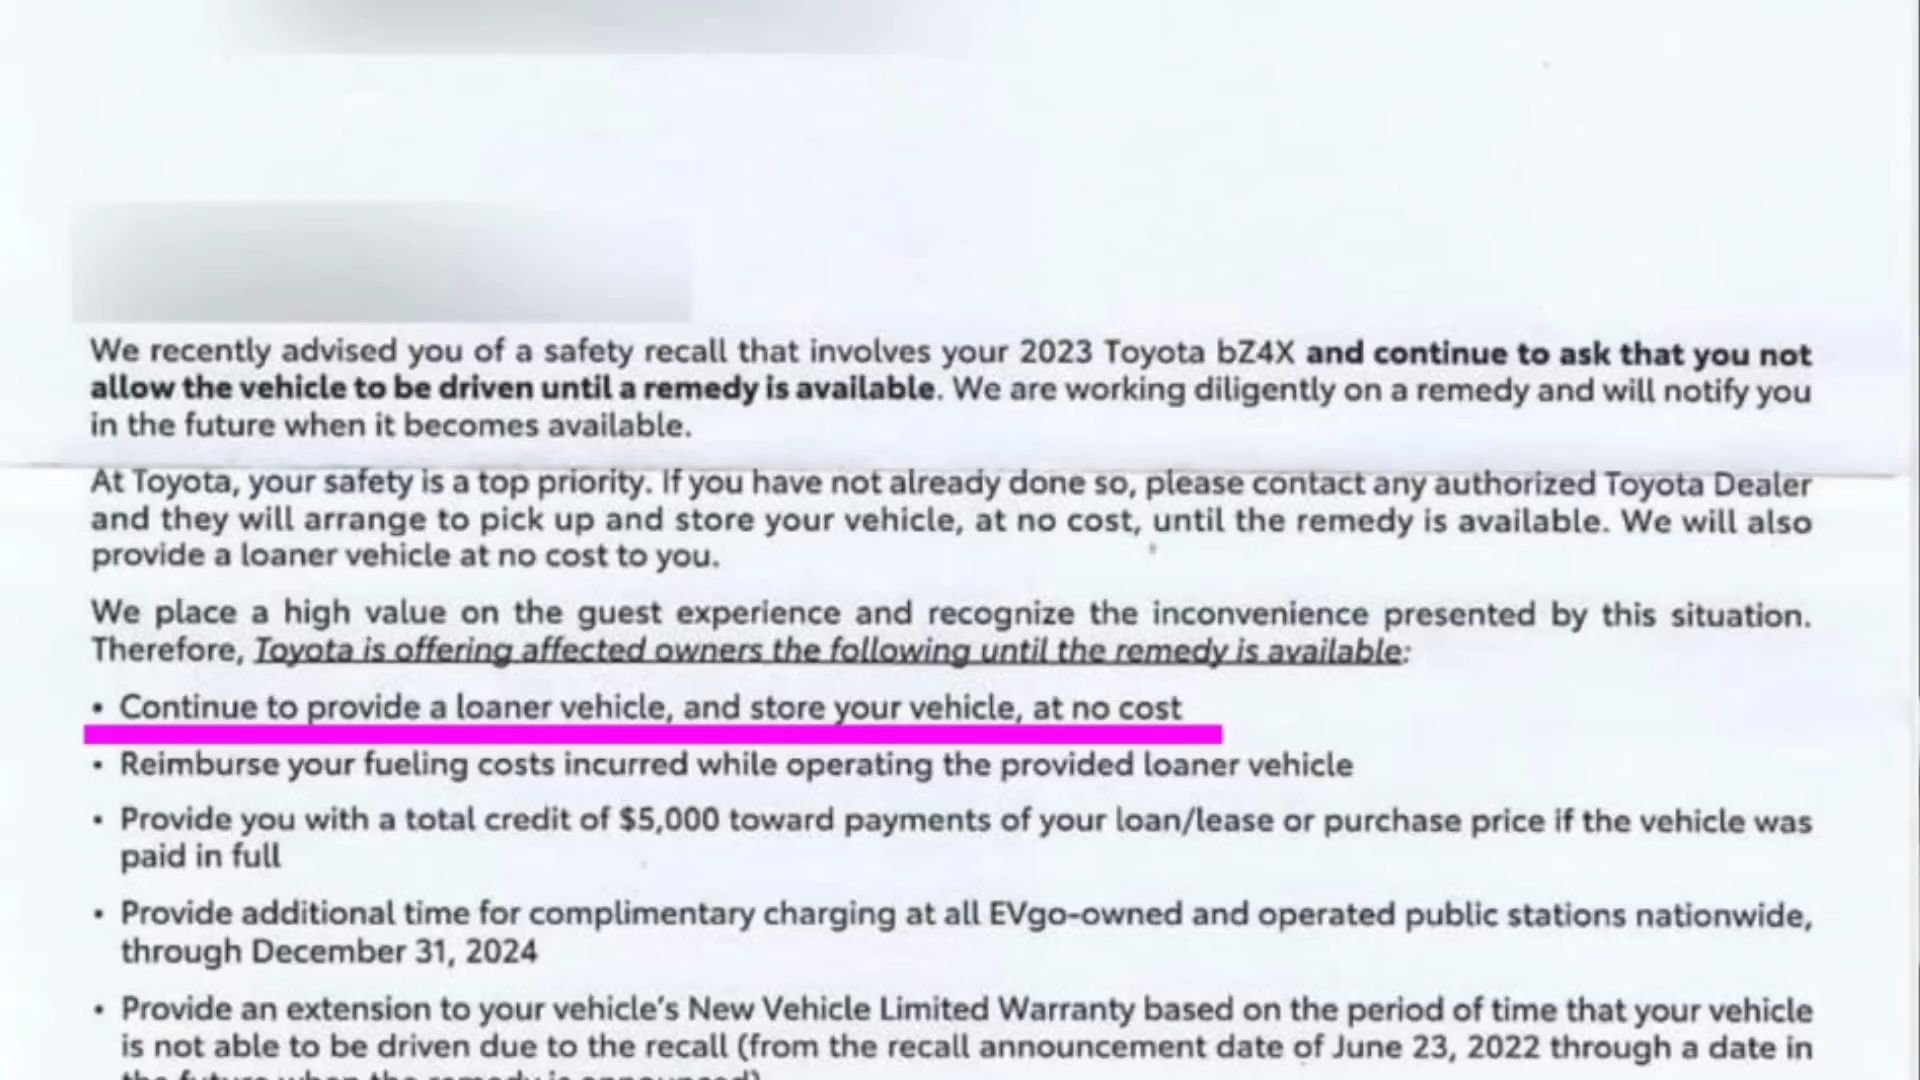 We recently advised you of a safety recall that involves your 2023 Toyota bZ4X and continue to ask that you not
allow the vehicle to be driven until a remedy is available. We are working diligently on a remedy and will notify you
in the future when it becomes available.
At Toyota, your safety is a top priority. If you have not already done so, please contact any authorized Toyota Dealer
and they will arrange to pick up and store your vehicle, at no cost, until the remedy is available. We will also
provide a loaner vehicle at no cost to you.
We place a high value on the guest experience and recognize the inconvenience presented by this situation.
Therefore, Toyota is offering affected owners the following until the remedy is available:
• Continue to provide a loaner vehicle, and store your vehicle, at no cost
• Reimburse your fueling costs incurred while operating the provided loaner vehicle
• Provide you with a total credit of $5,000 toward payments of your loan/lease or purchase price if the vehicle was
paid in full
• Provide additional time for complimentary charging at all EVgo-owned and operated public stations nationwide,
through December 31, 2024
• Provide an extension to your vehicle's New Vehicle Limited Warranty based on the period of time that your vehicle
is not able to be driven due to the recall (from the recall announcement date of June 23, 2022 through a date in
the future when the remedy is announced)